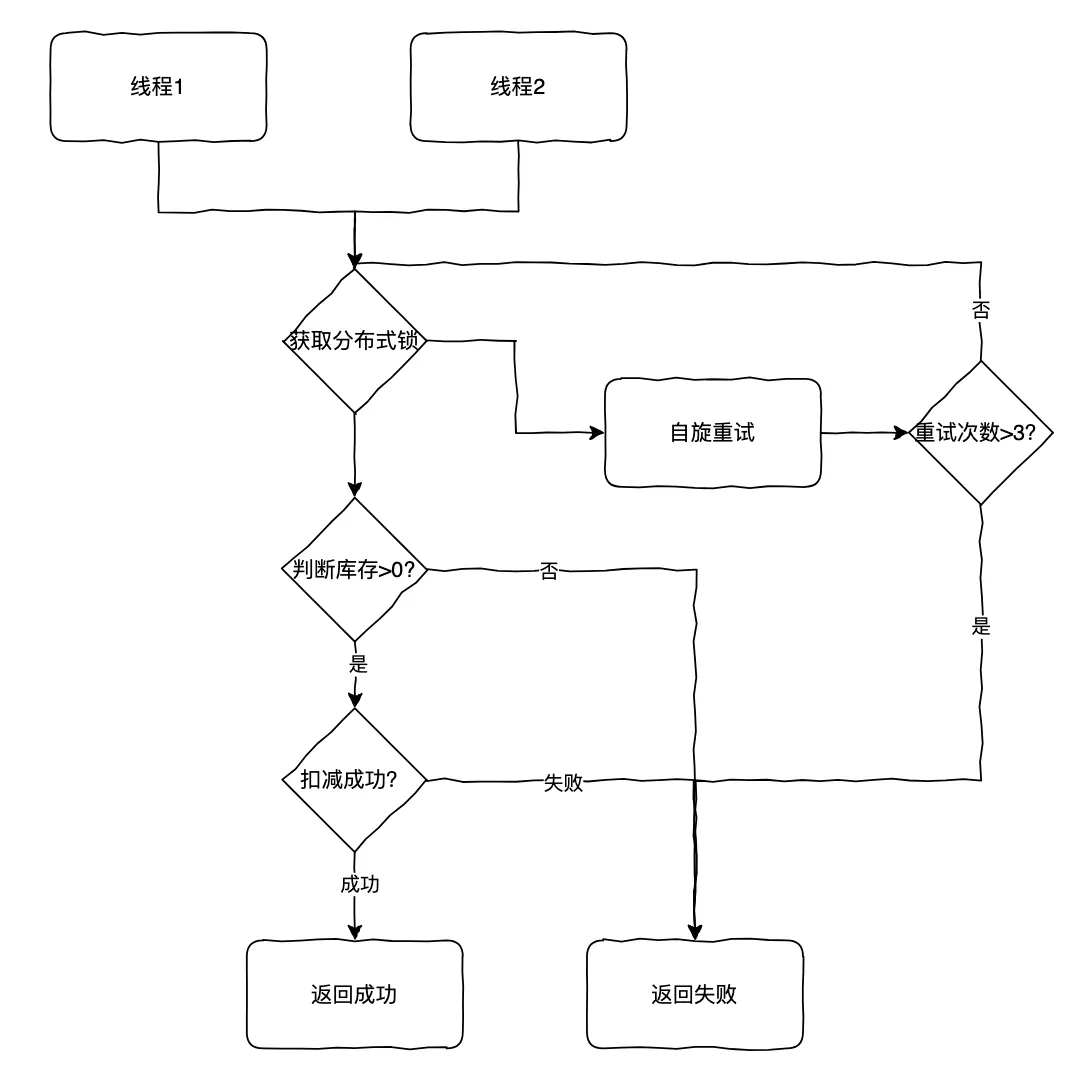 线程1
线程2
否
获取分布式锁
自旋重试
重试次数>3?
判断库存>0?
否
是
是
扣减成功?
失败
成功
返回成功
返回失败